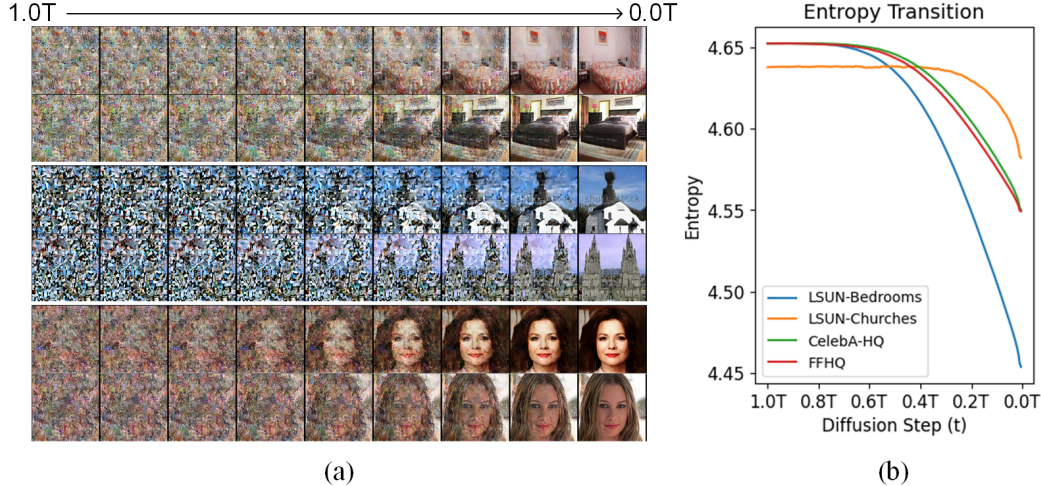 1.0T
0.0T
(a)
Entropy Transition
Entropy
4.65
4.60
4.55
4.50
4.45
LSUN-Bedrooms
LSUN-Churches
CelebA-HQ
FFHQ
1.0T 0.8T 0.6T 0.4T 0.2T 0.0T
Diffusion Step (t)
(b)